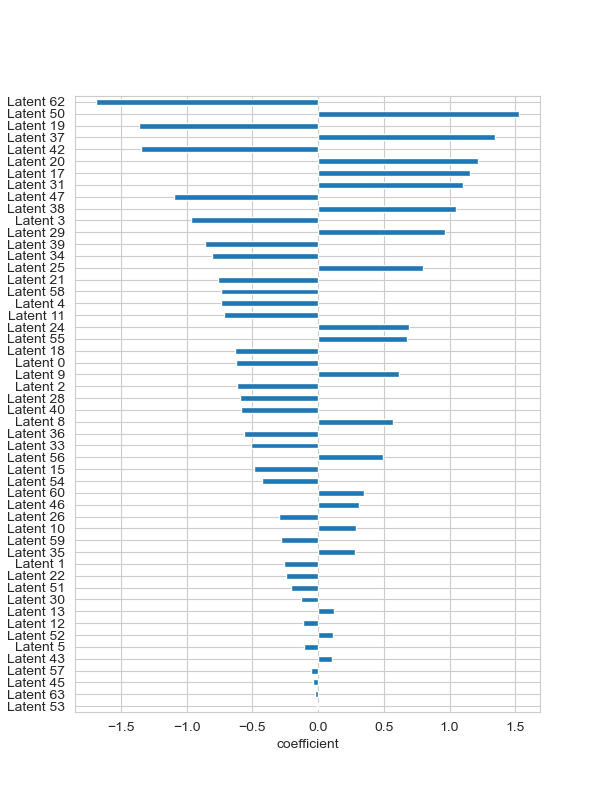 Latent 62
Latent 50
Latent 19
Latent 37
Latent 42
Latent 20
Latent 17
Latent 31
Latent 47
Latent 38
Latent 3
Latent 29
Latent 39
Latent 34
Latent 25
Latent 21
Latent 58
Latent 4
Latent 11
Latent 24
Latent 55
Latent 18
Latent 0
Latent 9
Latent 2
Latent 28
Latent 40
Latent 8
Latent 36
Latent 33
Latent 56
Latent 15
Latent 54
Latent 60
Latent 46
Latent 26
Latent 10
Latent 59
Latent 35
Latent 1
Latent 22
Latent 51
Latent 30
Latent 13
Latent 12
Latent 52
Latent 5
Latent 43
Latent 57
Latent 45
Latent 63
Latent 53
−1.5 −1.0 −0.5 0.0 0.5 1.0 1.5
coefficient